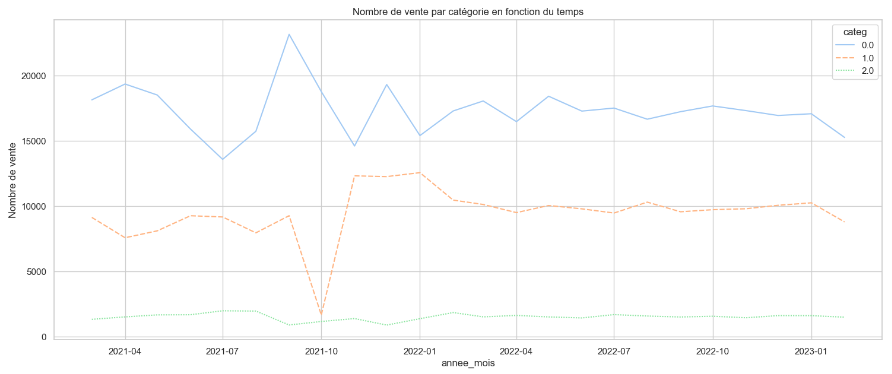 Nombre de vente par catégorie en fonction du temps
categ
0.0
1.0
2.0
Nombre de vente
20000
15000
10000
5000
0
2021-04 2021-07 2021-10 2022-01 2022-04 2022-07 2022-10 2023-01
annee_mois